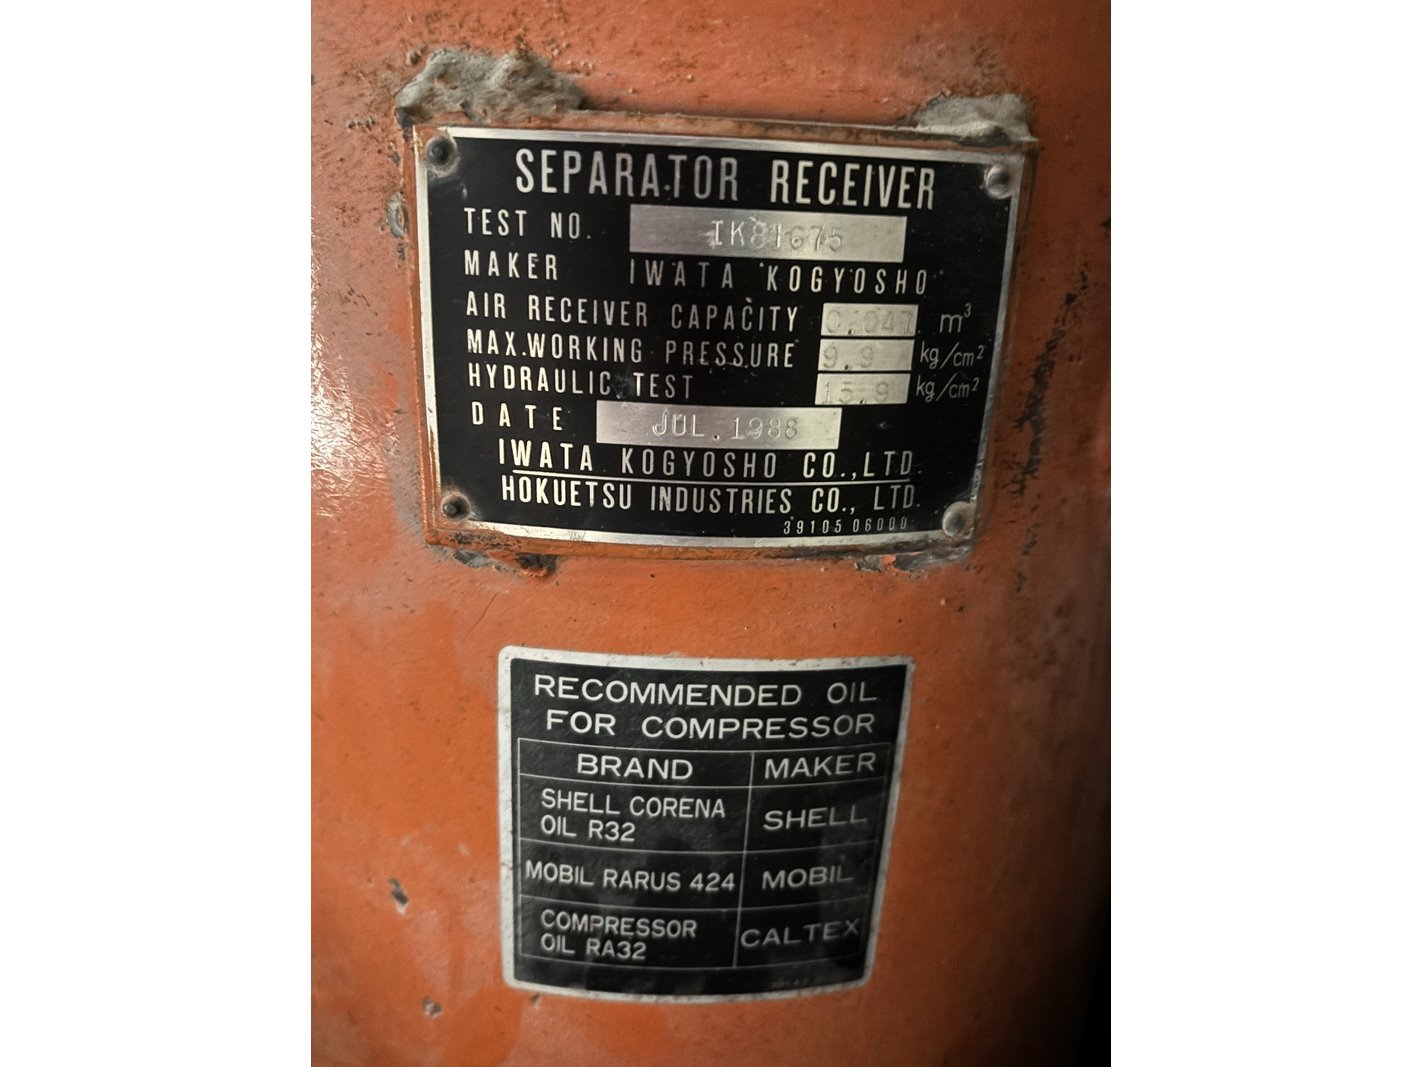 SEPARATOR RECEIVER
TEST NO. IK81G75
MAKER IWATA KOGYOSHO
AIR RECEIVER CAPACITY 0.047 m³
MAX.WORKING PRESSURE 9.9 kg/cm²
HYDRAULIC TEST 15.9 kg/cm²
DATE JUL.1988
IWATA KOGYOSHO CO.,LTD.
HOKUETSU INDUSTRIES CO., LTD.
39105 06000
RECOMMENDED OIL
FOR COMPRESSOR
BRAND MAKER
SHELL CORENA
OIL R32 SHELL
MOBIL RARUS 424 MOBIL
COMPRESSOR
OIL RA32 CALTEX